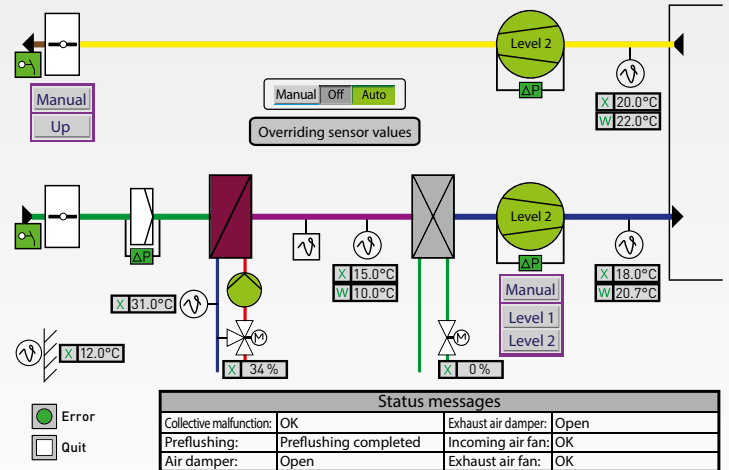 Level 2
ΔP
X 20.0°C
W 22.0°C
Manual
Up
Manual Off Auto
Overriding sensor values
Level 2
ΔP
ΔP
X 15.0°C
W 10.0°C
X 18.0°C
W 20.7°C
X 31.0°C
Manual
Level 1
Level 2
M
M
X 12.0°C
X 34 %
X 0 %
Error
Quit
Status messages
Collective malfunction: OK Exhaust air damper: Open
Preflushing: Preflushing completed Incoming air fan: OK
Air damper: Open Exhaust air fan: OK